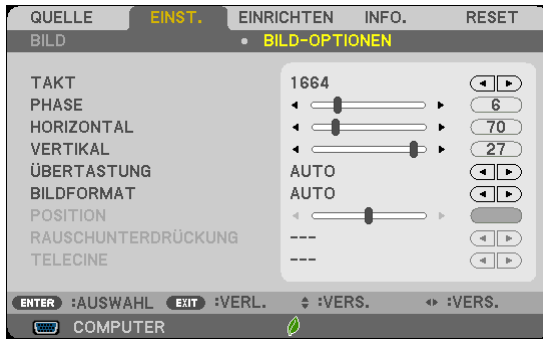 QUELLE EINST. EINRICHTEN INFO. RESET
BILD • BILD-OPTIONEN
TAKT 1664
PHASE 6
HORIZONTAL 70
VERTIKAL 27
ÜBERTASTUNG AUTO
BILDFORMAT AUTO
POSITION
RAUSCHUNTERDRÜCKUNG ---
TELECINE ---
ENTER :AUSWAHL EXIT :VERL. :VERS. :VERS.
COMPUTER